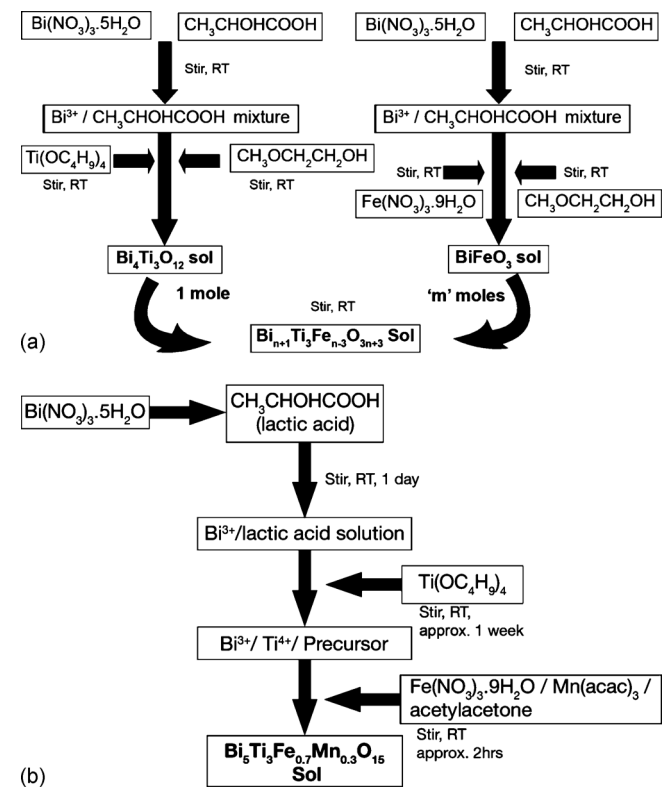 Bi(NO₃)₃.5H₂O
CH₃CHOHCOOH
Stir, RT
Bi³⁺ / CH₃CHOHCOOH mixture
Ti(OC₄H₉)₄
Stir, RT
CH₃OCH₂CH₂OH
Stir, RT
Bi₄Ti₃O₁₂ sol
1 mole
Bi(NO₃)₃.5H₂O
CH₃CHOHCOOH
Stir, RT
Bi³⁺ / CH₃CHOHCOOH mixture
Stir, RT
Fe(NO₃)₃.9H₂O
Stir, RT
CH₃OCH₂CH₂OH
BiFeO₃ sol
‘m’ moles
Stir, RT
Biₙ₊₁Ti₃Feₙ₋₃O₃ₙ₊₃ Sol
(a)
Bi(NO₃)₃.5H₂O
CH₃CHOHCOOH
(lactic acid)
Stir, RT, 1 day
Bi³⁺/lactic acid solution
Ti(OC₄H₉)₄
Stir, RT,
approx. 1 week
Bi³⁺/ Ti⁴⁺/ Precursor
Fe(NO₃)₃.9H₂O / Mn(acac)₃ /
acetylacetone
Stir, RT
approx. 2hrs
Bi₅Ti₃Fe₀.₇Mn₀.₃O₁₅
Sol
(b)